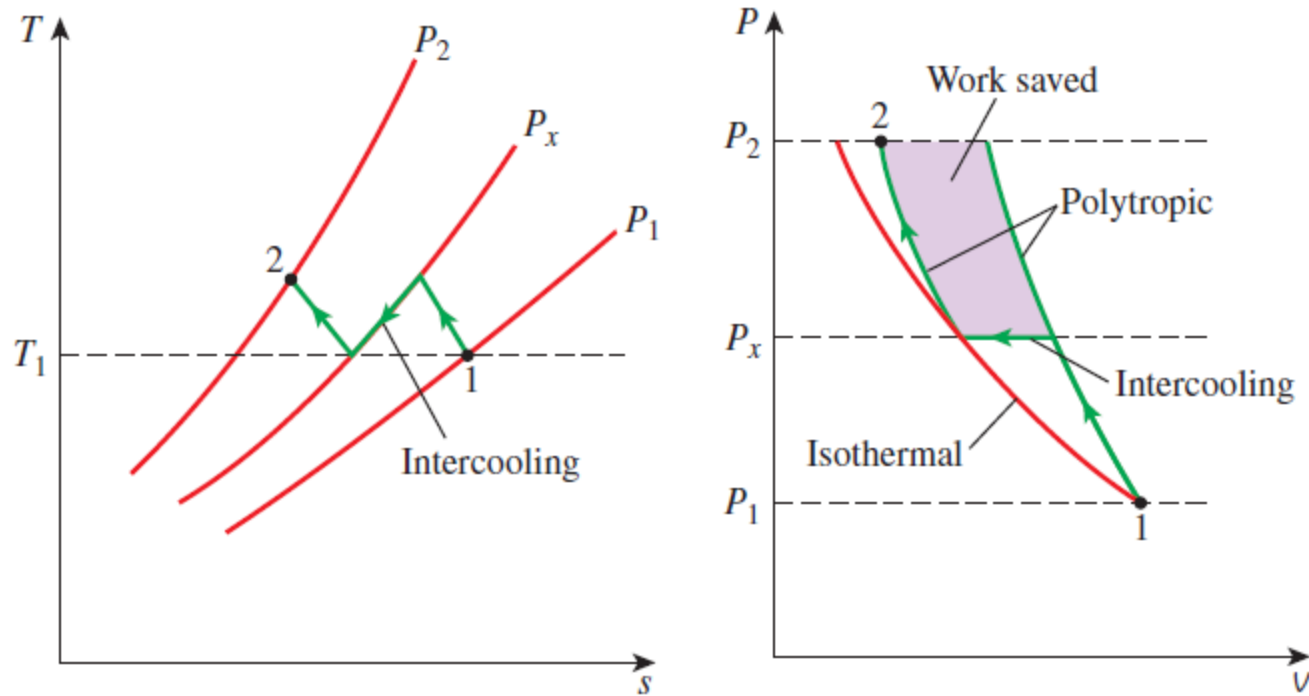 T
P₂
Pₓ
P₁
2
T₁
1
Intercooling
s
P
Work saved
2
P₂
Polytropic
Pₓ
Intercooling
Isothermal
P₁
1
v